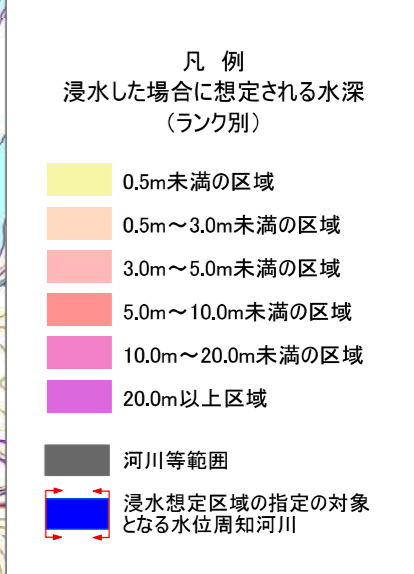 凡 例
浸水した場合に想定される水深
(ランク別)
0.5m未満の区域
0.5m～3.0m未満の区域
3.0m～5.0m未満の区域
5.0m～10.0m未満の区域
10.0m～20.0m未満の区域
20.0m以上区域
河川等範囲
浸水想定区域の指定の対象
となる水位周知河川